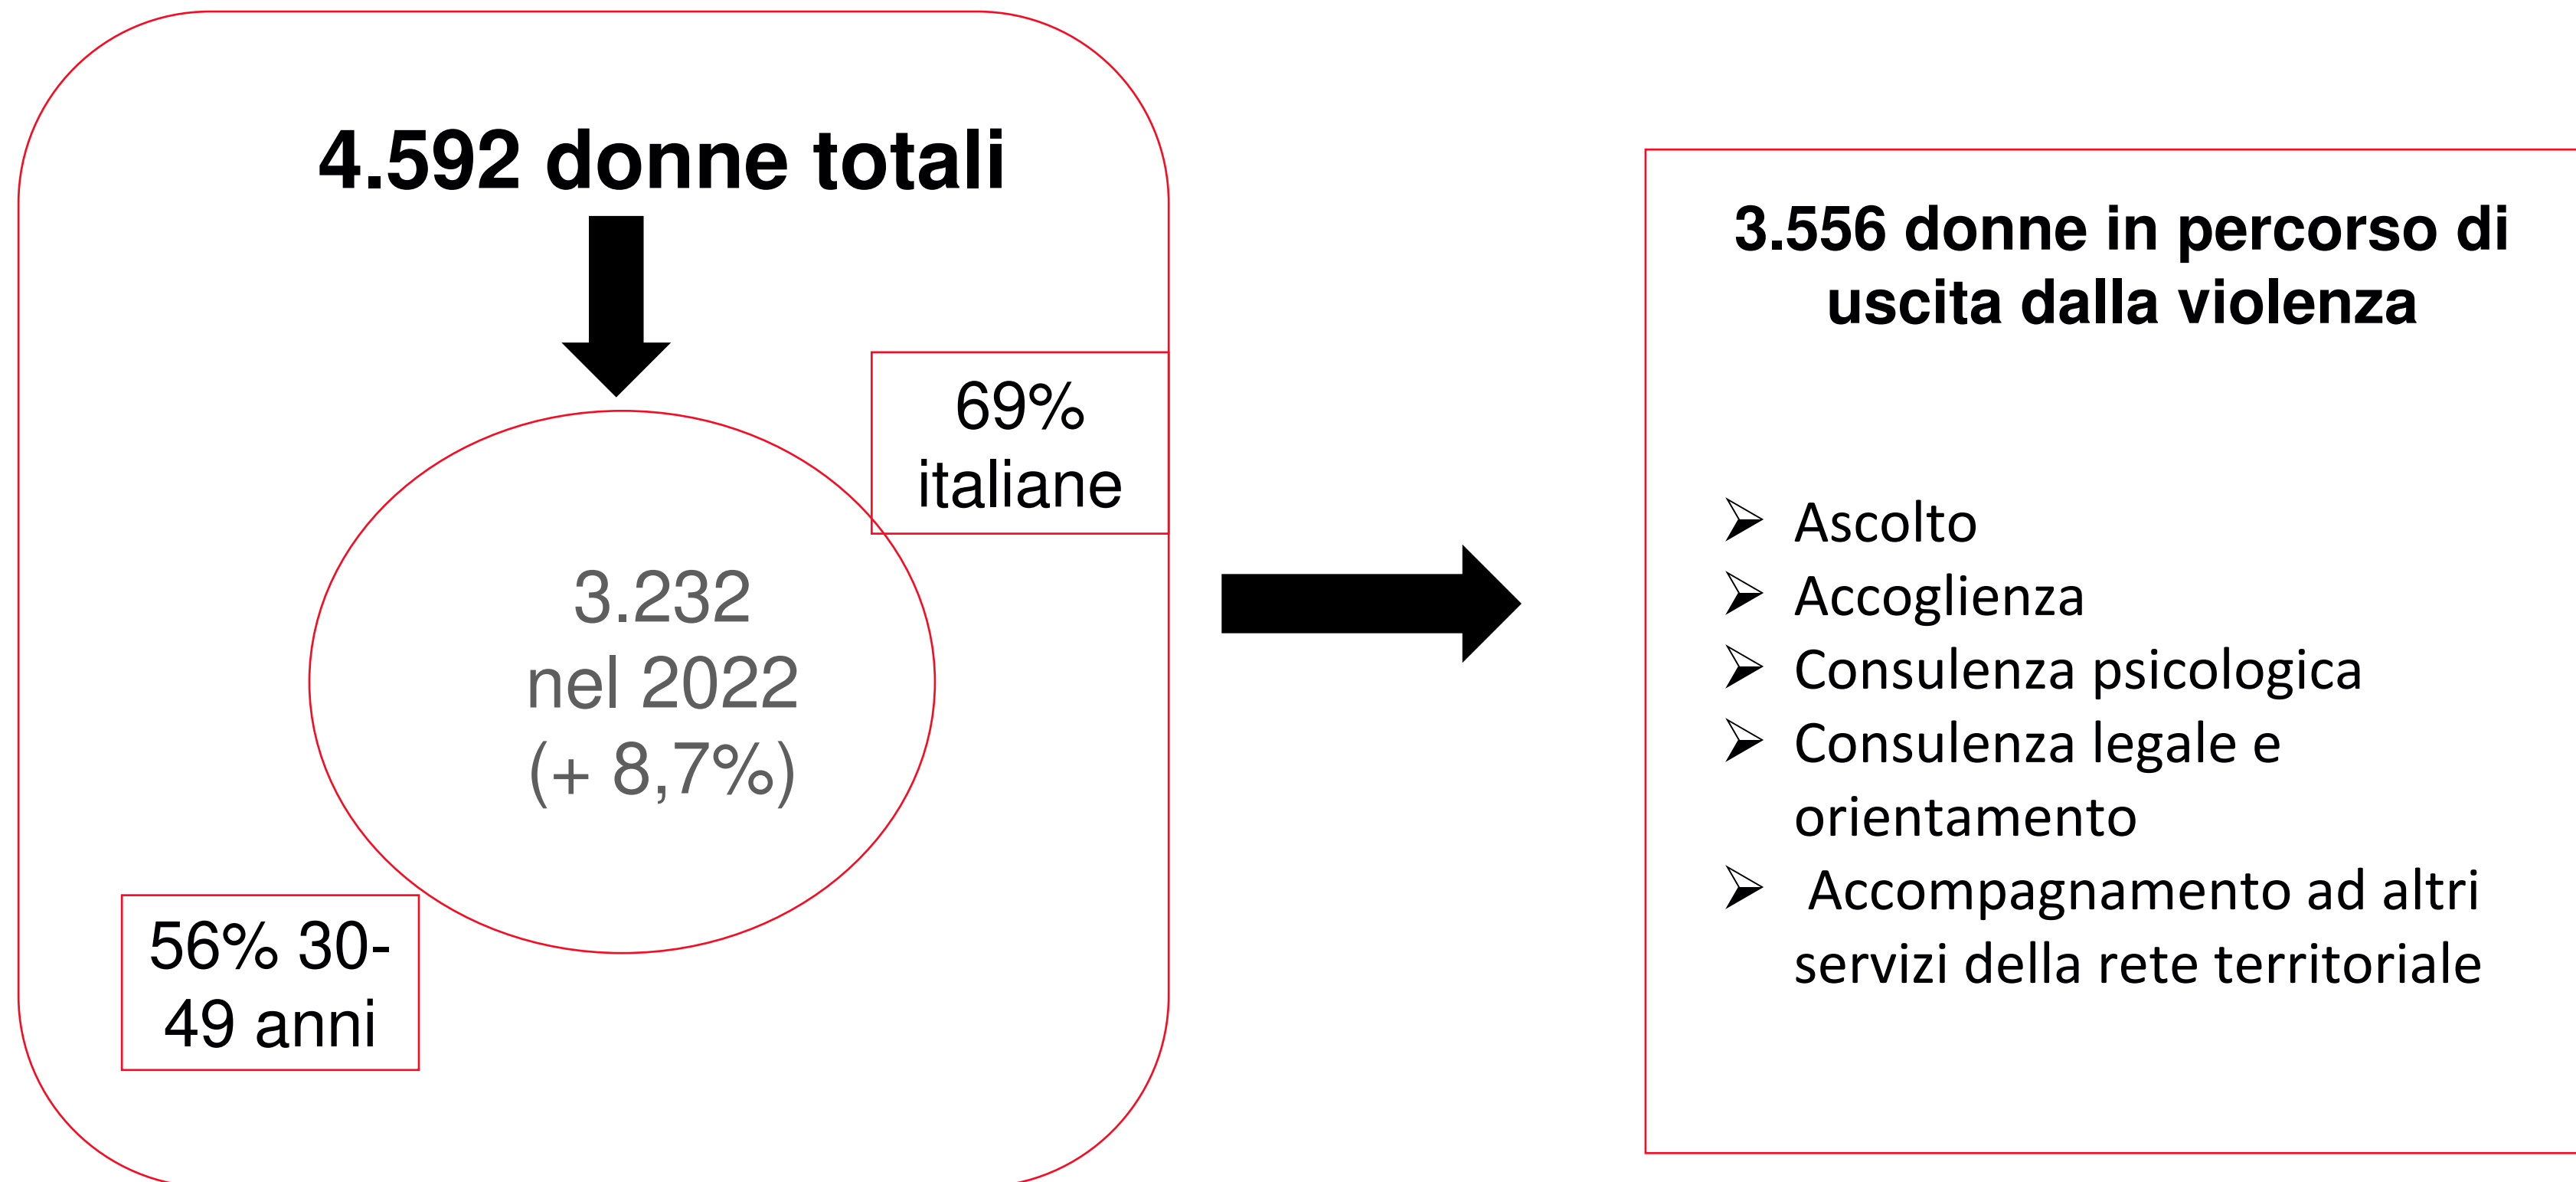 4.592 donne totali
69%
italiane
3.232
nel 2022
(+ 8,7%)
56% 30-
49 anni
3.556 donne in percorso di
uscita dalla violenza
➢ Ascolto
➢ Accoglienza
➢ Consulenza psicologica
➢ Consulenza legale e
orientamento
➢ Accompagnamento ad altri
servizi della rete territoriale